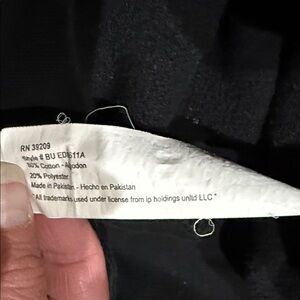 RN 39209
Style # BU
80% Cotton - Algodon
20% Polyester
Made in Pakistan - Hecho en Pakistan
All trademarks used under license from ip holdings unltd LLC